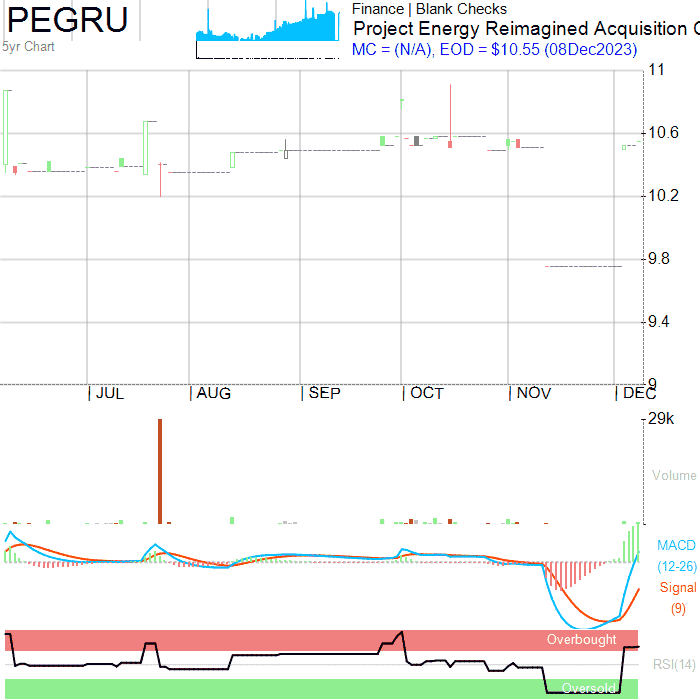 PEGRU
5yr Chart
Finance | Blank Checks
Project Energy Reimagined Acquisition C
MC = (N/A), EOD = $10.55 (08Dec2023)
11
10.6
10.2
9.8
9.4
9
JUL
AUG
SEP
OCT
NOV
DEC
29k
Volume
MACD
(12-26)
Signal
(9)
Overbought
RSI(14)
Oversold